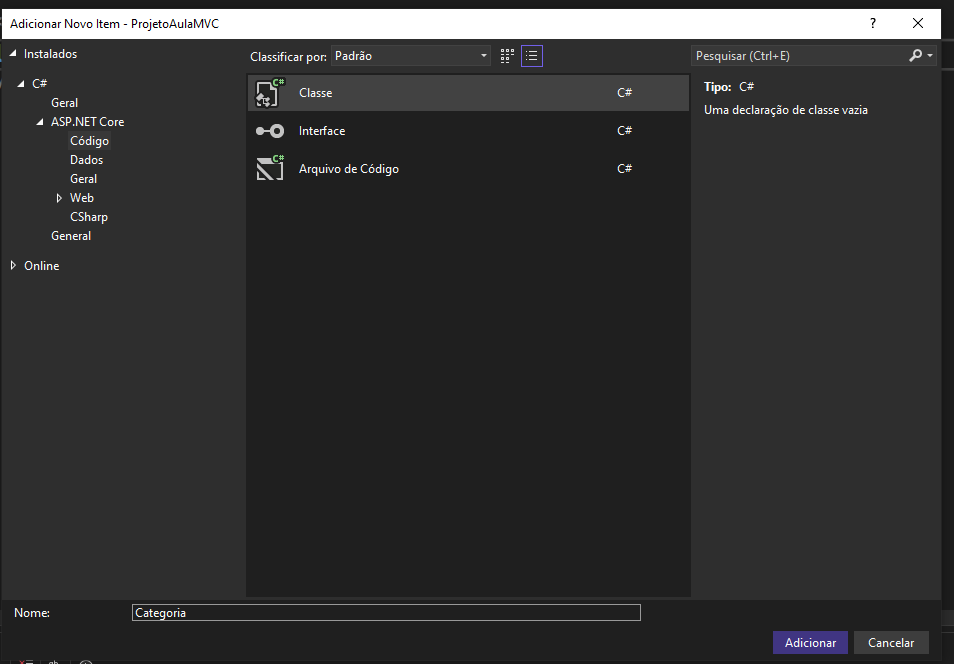 Adicionar Novo Item - ProjetoAulaMVC
?
Instalados
C#
Geral
ASP.NET Core
Código
Dados
Geral
Web
CSharp
General
Online
Classificar por: Padrão
C# Classe C#
Interface C#
C# Arquivo de Código C#
Pesquisar (Ctrl+E)
Tipo: C#
Uma declaração de classe vazia
Nome: Categoria
Adicionar Cancelar